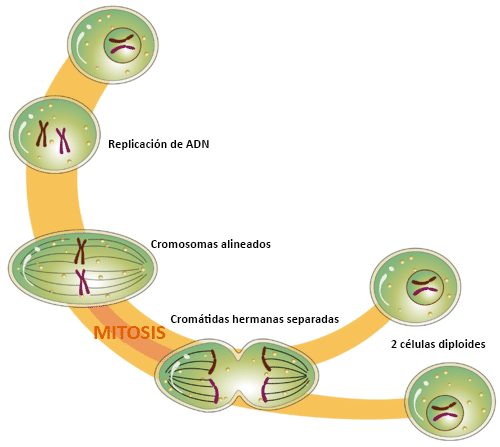 Replicación de ADN
Cromosomas alineados
Cromátidas hermanas separadas
MITOSIS
2 células diploides